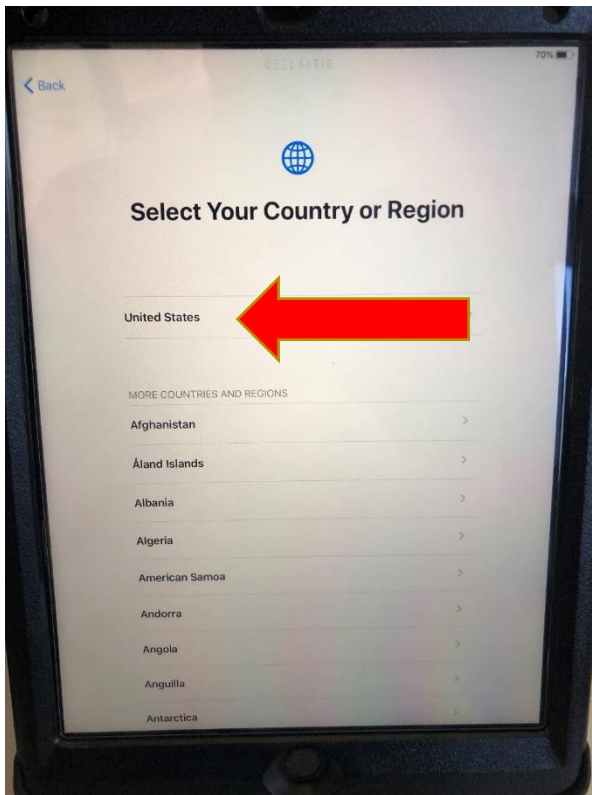 70%
Back
Select Your Country or Region
United States
MORE COUNTRIES AND REGIONS
Afghanistan
Åland Islands
Albania
Algeria
American Samoa
Andorra
Angola
Anguilla
Antarctica